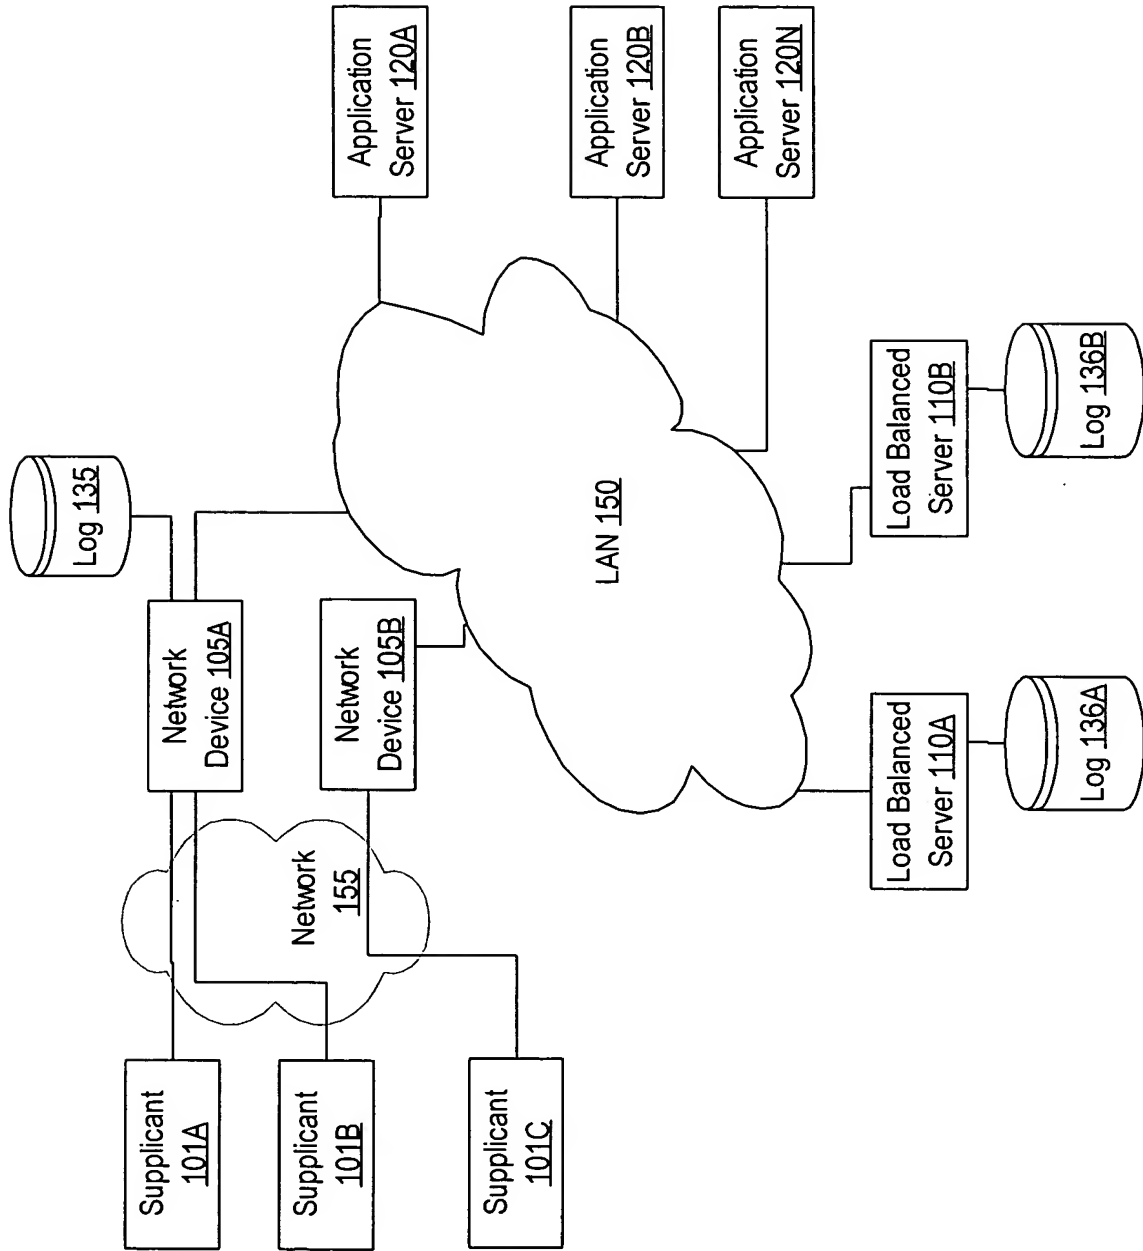 Supplicant
101A
Supplicant
101B
Supplicant
101C
Network
155
Network
Device 105A
Network
Device 105B
Log 135
LAN 150
Load Balanced
Server 110A
Log 136A
Load Balanced
Server 110B
Log 136B
Application
Server 120A
Application
Server 120B
Application
Server 120N